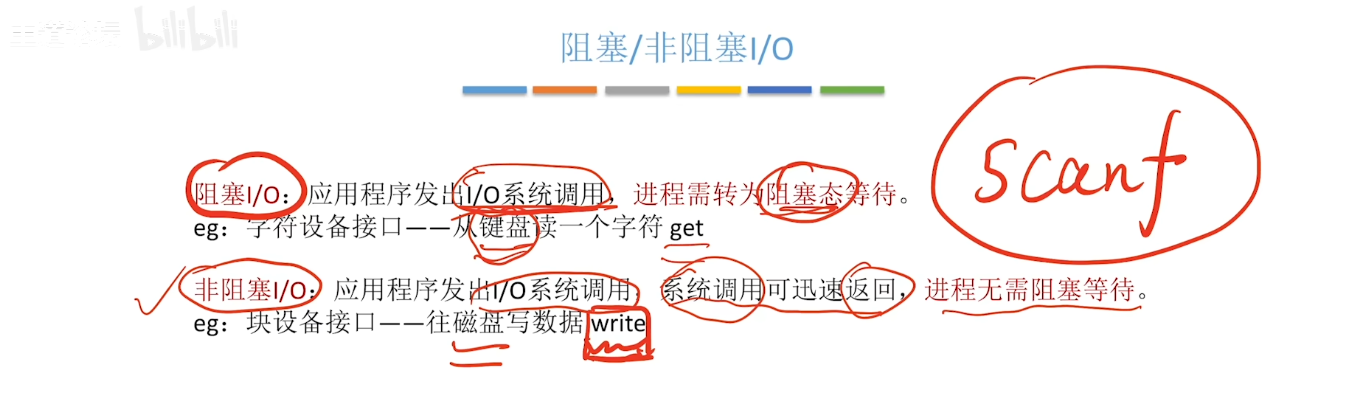 bilibili
阻塞/非阻塞I/O
scanf
阻塞I/O：应用程序发出I/O系统调用，进程需转为阻塞态等待。
eg：字符设备接口——从键盘读一个字符 get
非阻塞I/O：应用程序发出I/O系统调用，系统调用可迅速返回，进程无需阻塞等待。
eg：块设备接口——往磁盘写数据 write